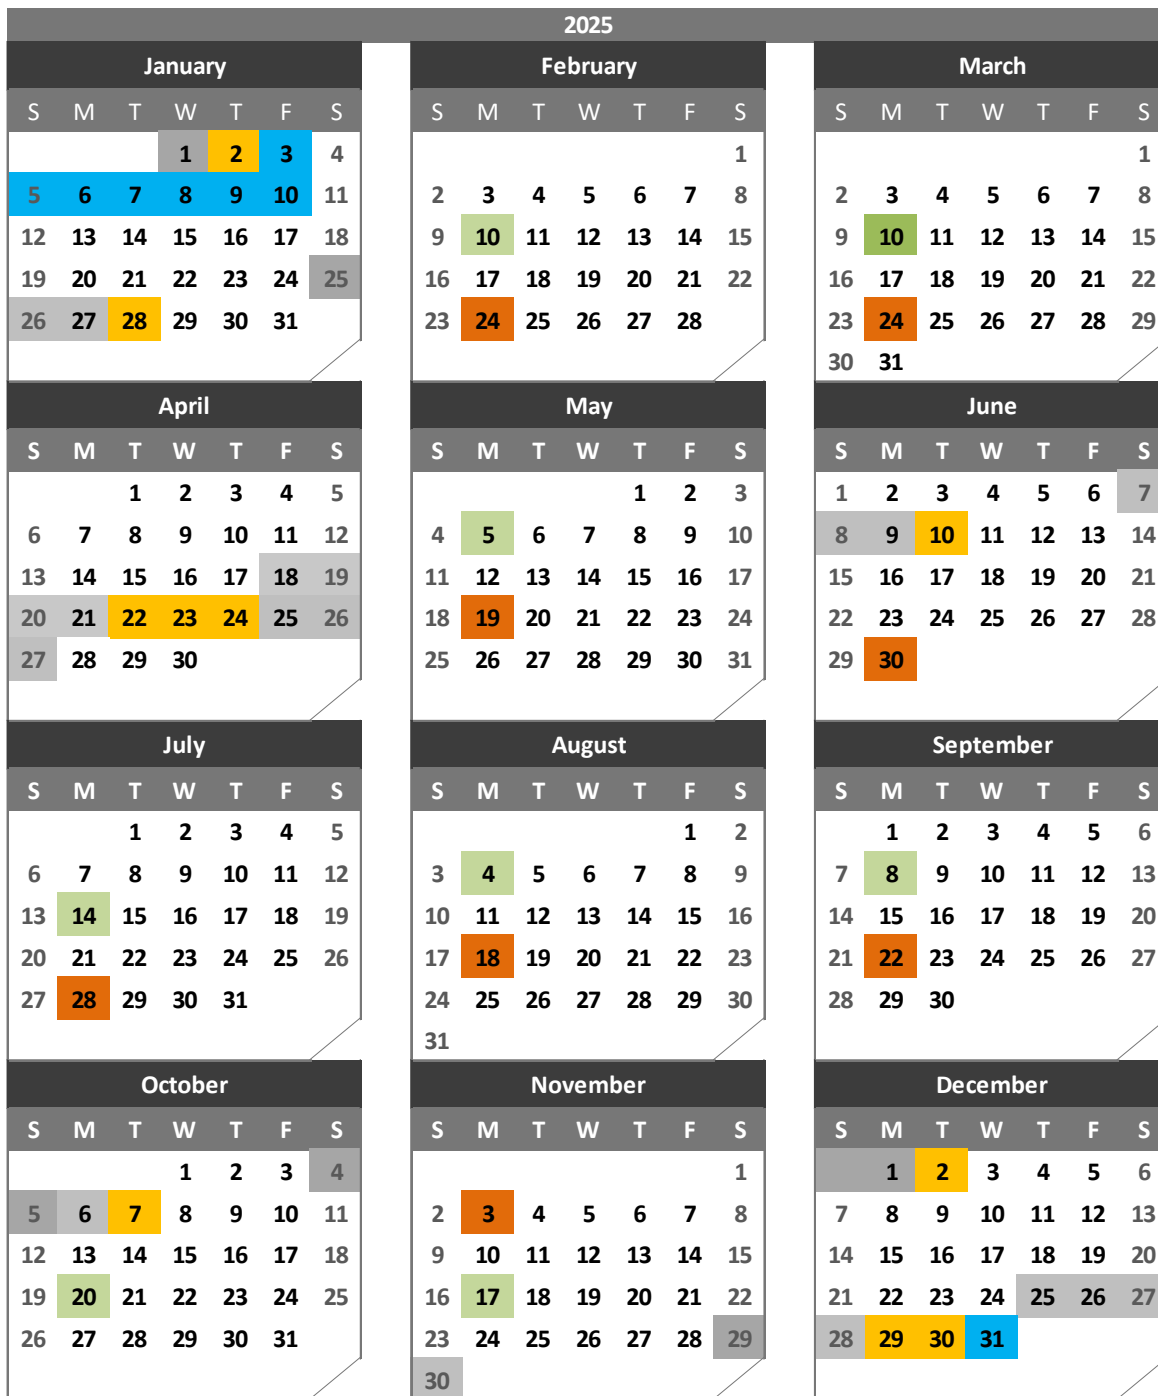 2025
January February March
S M T W T F S S M T W T F S S M T W T F S
1 2 3 4 1 1
5 6 7 8 9 10 11 2 3 4 5 6 7 8 2 3 4 5 6 7 8
12 13 14 15 16 17 18 9 10 11 12 13 14 15 9 10 11 12 13 14 15
19 20 21 22 23 24 25 16 17 18 19 20 21 22 16 17 18 19 20 21 22
26 27 28 29 30 31 23 24 25 26 27 28 23 24 25 26 27 28 29
30 31
April May June
S M T W T F S S M T W T F S S M T W T F S
1 2 3 4 5 1 2 3 1 2 3 4 5 6 7
6 7 8 9 10 11 12 4 5 6 7 8 9 10 8 9 10 11 12 13 14
13 14 15 16 17 18 19 11 12 13 14 15 16 17 15 16 17 18 19 20 21
20 21 22 23 24 25 26 18 19 20 21 22 23 24 22 23 24 25 26 27 28
27 28 29 30 25 26 27 28 29 30 31 29 30
July August September
S M T W T F S S M T W T F S S M T W T F S
1 2 3 4 5 1 2 1 2 3 4 5 6
6 7 8 9 10 11 12 3 4 5 6 7 8 9 7 8 9 10 11 12 13
13 14 15 16 17 18 19 10 11 12 13 14 15 16 14 15 16 17 18 19 20
20 21 22 23 24 25 26 17 18 19 20 21 22 23 21 22 23 24 25 26 27
27 28 29 30 31 24 25 26 27 28 29 30 28 29 30
31
October November December
S M T W T F S S M T W T F S S M T W T F S
1 2 3 4 1 1 2 3 4 5 6
5 6 7 8 9 10 11 2 3 4 5 6 7 8 7 8 9 10 11 12 13
12 13 14 15 16 17 18 9 10 11 12 13 14 15 14 15 16 17 18 19 20
19 20 21 22 23 24 25 16 17 18 19 20 21 22 21 22 23 24 25 26 27
26 27 28 29 30 31 23 24 25 26 27 28 29 28 29 30 31
30